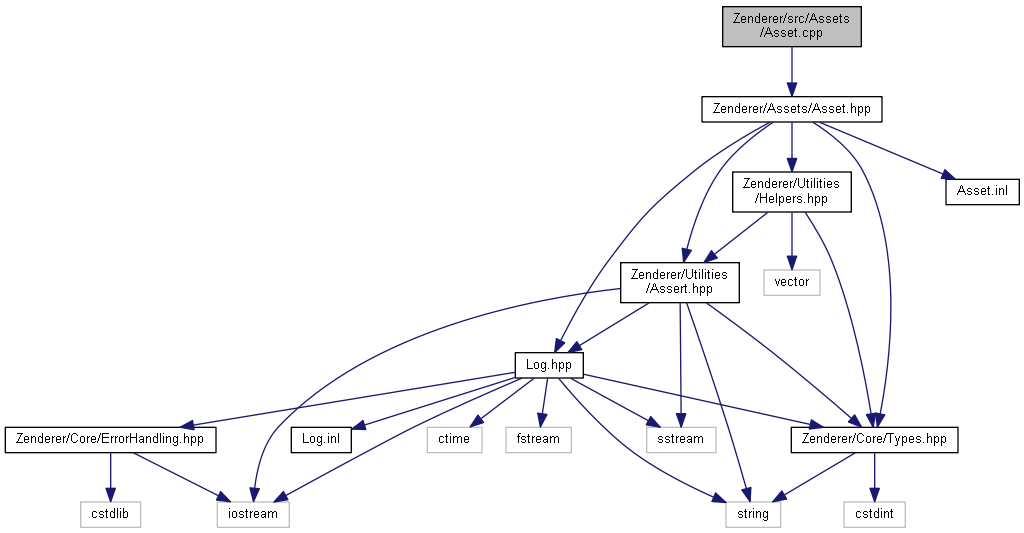 Zenderer/src/Assets
/Asset.cpp
Zenderer/Assets/Asset.hpp
Zenderer/Utilities
/Helpers.hpp
Asset.inl
Zenderer/Utilities
/Assert.hpp
vector
Log.hpp
Zenderer/Core/ErrorHandling.hpp
Log.inl
ctime
fstream
sstream
Zenderer/Core/Types.hpp
cstdlib
iostream
string
cstdint